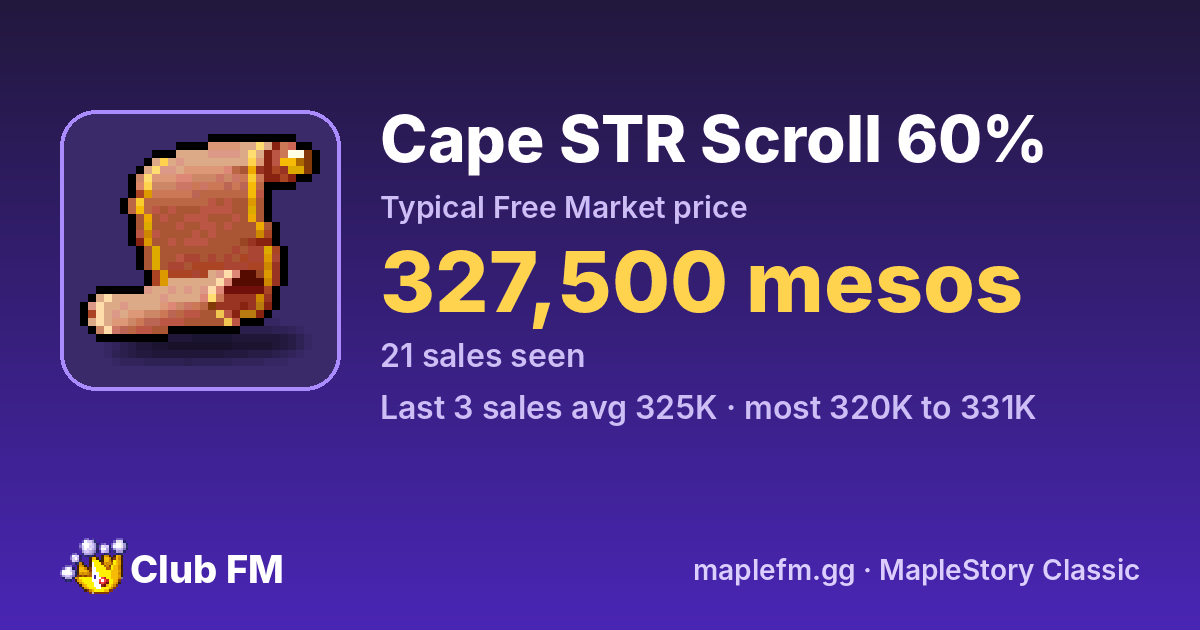 Cape STR Scroll 60%
Typical Free Market price
327,500 mesos
21 sales seen
Last 3 sales avg 325K · most 320K to 331K
Club FM
maplefm.gg · MapleStory Classic